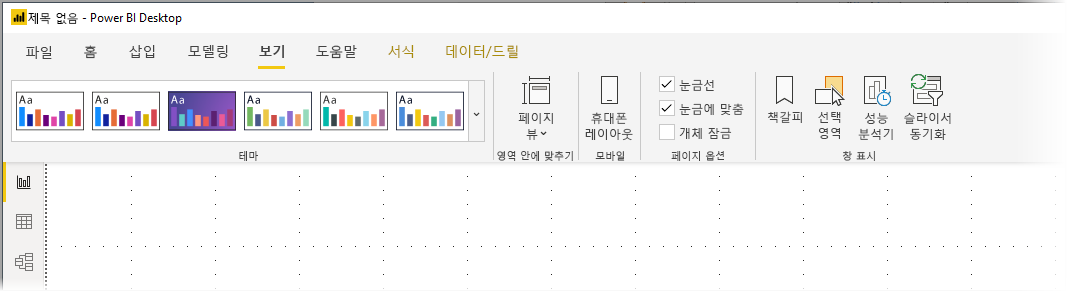 제목 없음 - Power BI Desktop
파일 홈 삽입 모델링 보기 도움말 서식 데이터/드릴
Aa Aa Aa Aa Aa Aa
테마
페이지
뷰
영역 안에 맞추기
휴대폰
레이아웃
모바일
눈금선
눈금에 맞춤
개체 잠금
페이지 옵션
책갈피
선택
영역
성능
분석기
슬라이서
동기화
창 표시